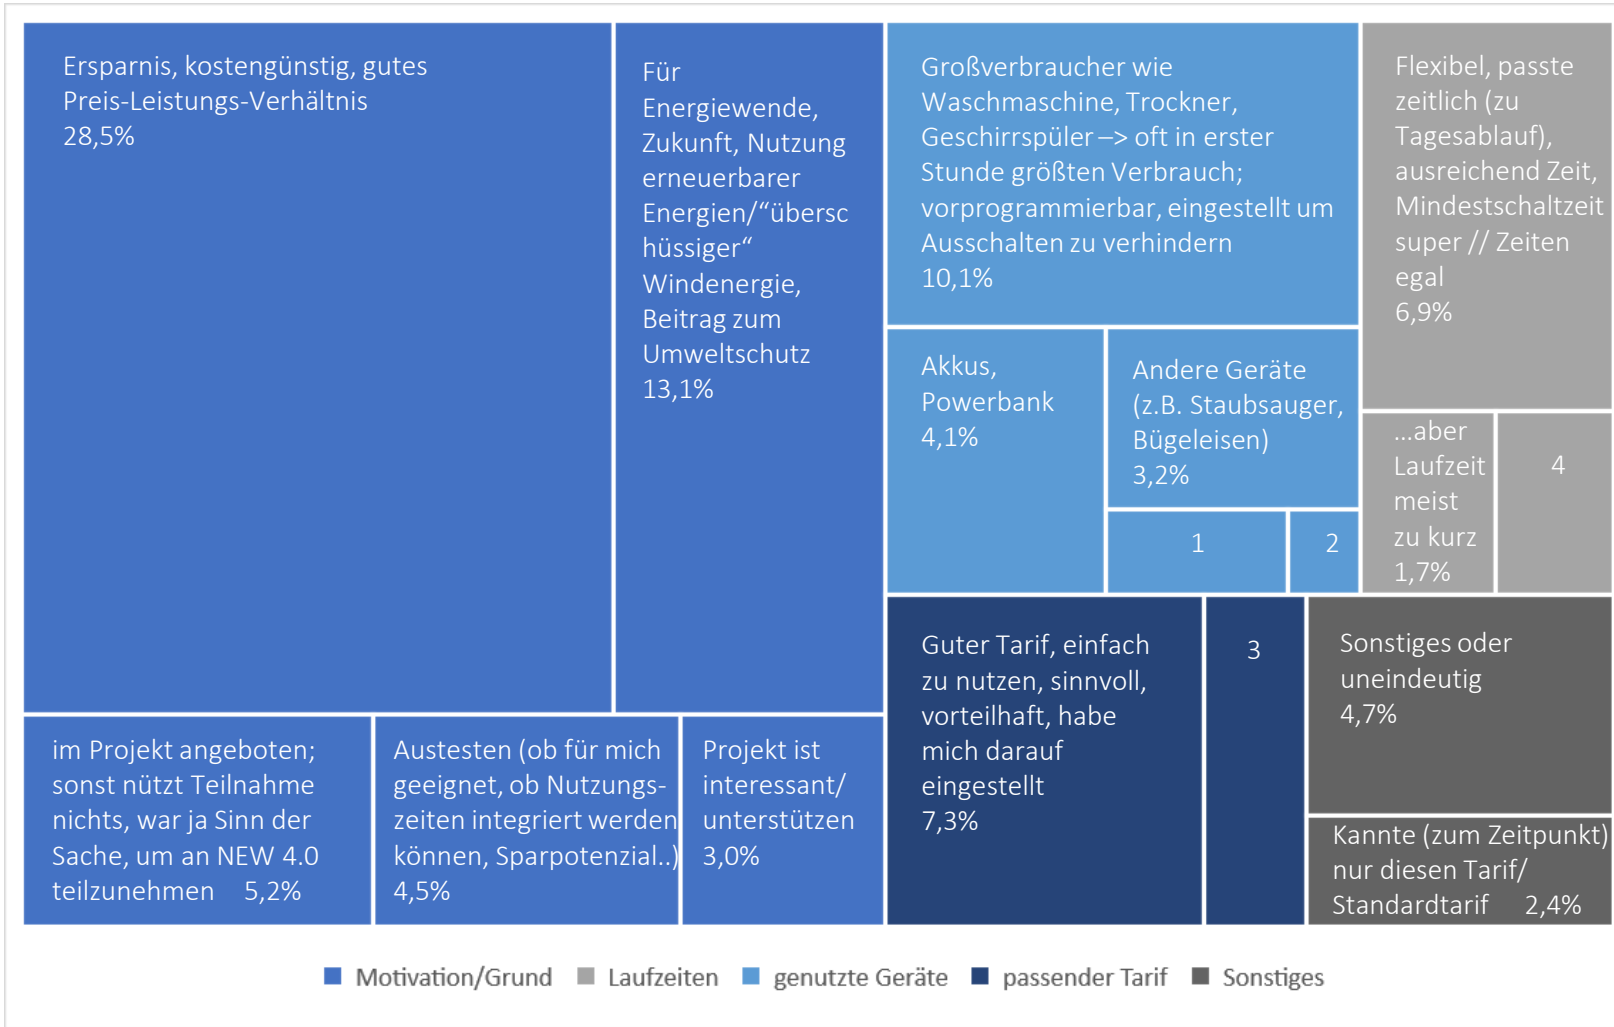 Ersparnis, kostengünstig, gutes
Preis-Leistungs-Verhältnis
28,5%
Für
Energiewende,
Zukunft, Nutzung
erneuerbarer
Energien/“übersc
hüssiger“
Windenergie,
Beitrag zum
Umweltschutz
13,1%
im Projekt angeboten;
sonst nützt Teilnahme
nichts, war ja Sinn der
Sache, um an NEW 4.0
teilzunehmen 5,2%
Austesten (ob für mich
geeignet, ob Nutzungs-
zeiten integriert werden
können, Sparpotenzial..)
4,5%
Projekt ist
interessant/
unterstützen
3,0%
Großverbraucher wie
Waschmaschine, Trockner,
Geschirrspüler –> oft in erster
Stunde größten Verbrauch;
vorprogrammierbar, eingestellt um
Ausschalten zu verhindern
10,1%
Akkus,
Powerbank
4,1%
Andere Geräte
(z.B. Staubsauger,
Bügeleisen)
3,2%
1
2
Flexibel, passte
zeitlich (zu
Tagesablauf),
ausreichend Zeit,
Mindestschaltzeit
super // Zeiten
egal
6,9%
...aber
Laufzeit
meist
zu kurz
1,7%
4
Guter Tarif, einfach
zu nutzen, sinnvoll,
vorteilhaft, habe
mich darauf
eingestellt
7,3%
3
Sonstiges oder
uneindeutig
4,7%
Kannte (zum Zeitpunkt)
nur diesen Tarif/
Standardtarif 2,4%
Motivation/Grund Laufzeiten genutzte Geräte passender Tarif Sonstiges